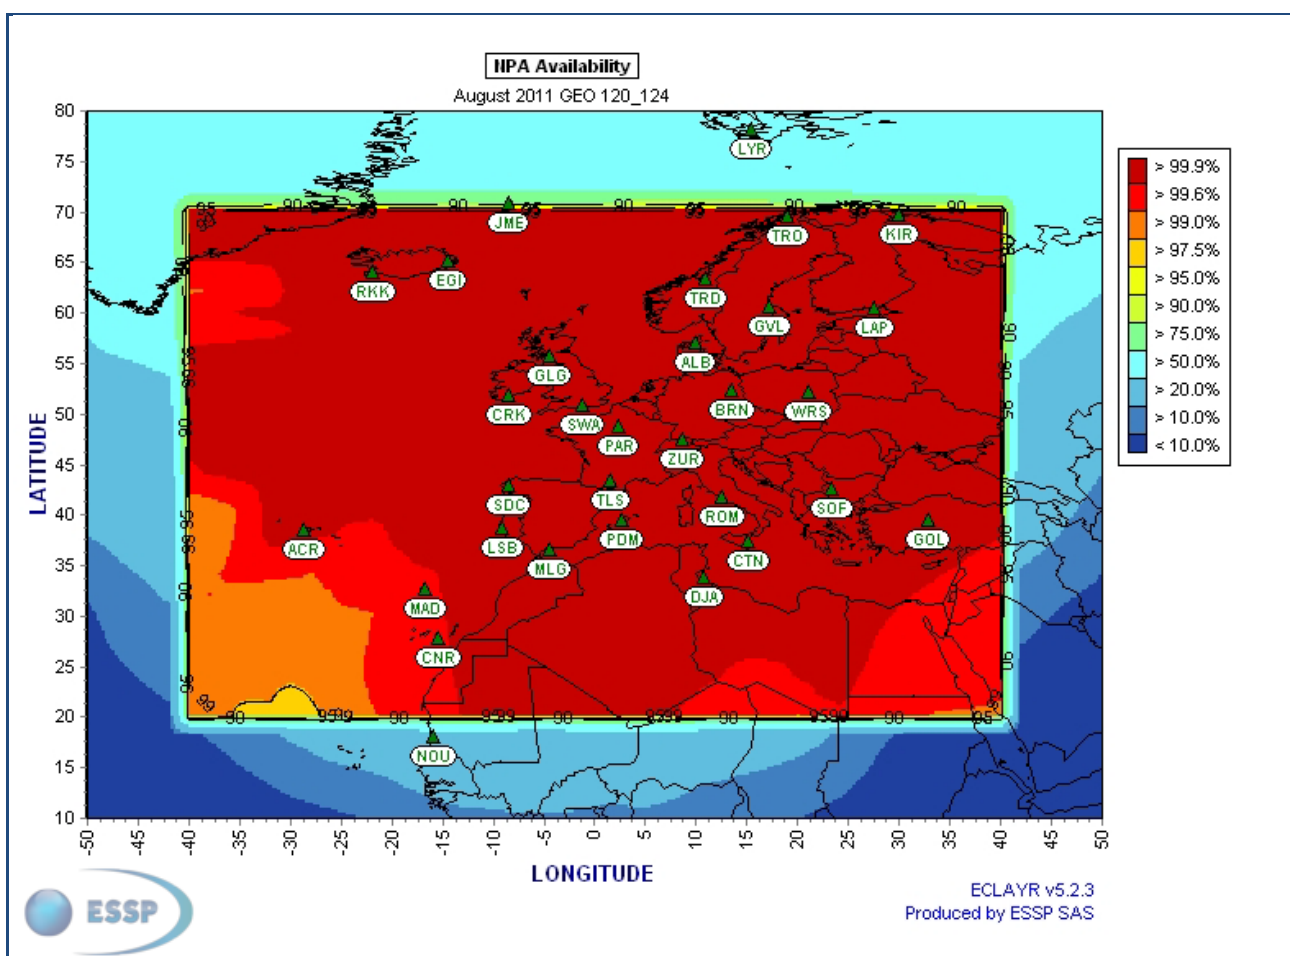 NPA Availability
August 2011 GEO 120_124
80
75
70
65
60
55
50
45
40
35
30
25
20
15
10
LATITUDE
LYR
JME
TRO
KIR
RKK
EGI
TRD
GVL
LAP
ALB
GLG
CRK
SWA
BRN
WRS
PAR
ZUR
SDC
TLS
ROM
SOF
ACR
LSB
PDM
GOL
MLG
CTN
MAD
DJA
CNR
NOU
> 99.9%
> 99.6%
> 99.0%
> 97.5%
> 95.0%
> 90.0%
> 75.0%
> 50.0%
> 20.0%
> 10.0%
< 10.0%
-50 -45 -40 -35 -30 -25 -20 -15 -10 -5 0 5 10 15 20 25 30 35 40 45 50
LONGITUDE
ESSP
ECLAYR v5.2.3
Produced by ESSP SAS